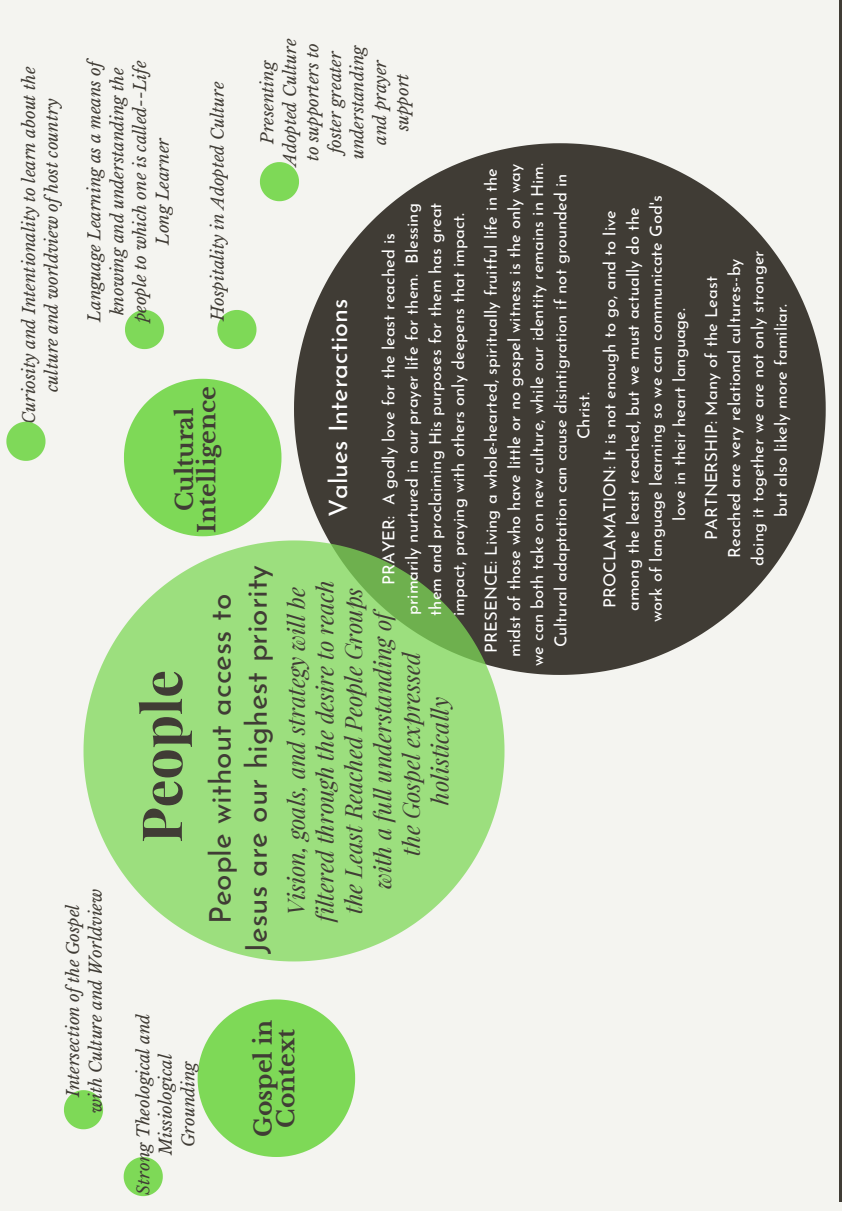 Intersection of the Gospel
with Culture and Worldview
Strong Theological and
Missiological
Grounding
Gospel in
Context
People
People without access to
Jesus are our highest priority
Vision, goals, and strategy will be
filtered through the desire to reach
the Least Reached People Groups
with a full understanding of
the Gospel expressed
holistically
Cultural
Intelligence
Curiosity and Intentionality to learn about the
culture and worldview of host country
Language Learning as a means of
knowing and understanding the
people to which one is called--Life
Long Learner
Hospitality in Adopted Culture
Presenting
Adopted Culture
to supporters to
foster greater
understanding
and prayer
support
Values Interactions
PRAYER: A godly love for the least reached is
primarily nurtured in our prayer life for them. Blessing
them and proclaiming His purposes for them has great
impact, praying with others only deepens that impact.
PRESENCE: Living a whole-hearted, spiritually fruitful life in the
midst of those who have little or no gospel witness is the only way
we can both take on new culture, while our identity remains in Him.
Cultural adaptation can cause disintigration if not grounded in
Christ.
PROCLAMATION: It is not enough to go, and to live
among the least reached, but we must actually do the
work of language learning so we can communicate God's
love in their heart language.
PARTNERSHIP: Many of the Least
Reached are very relational cultures--by
doing it together we are not only stronger
but also likely more familiar.